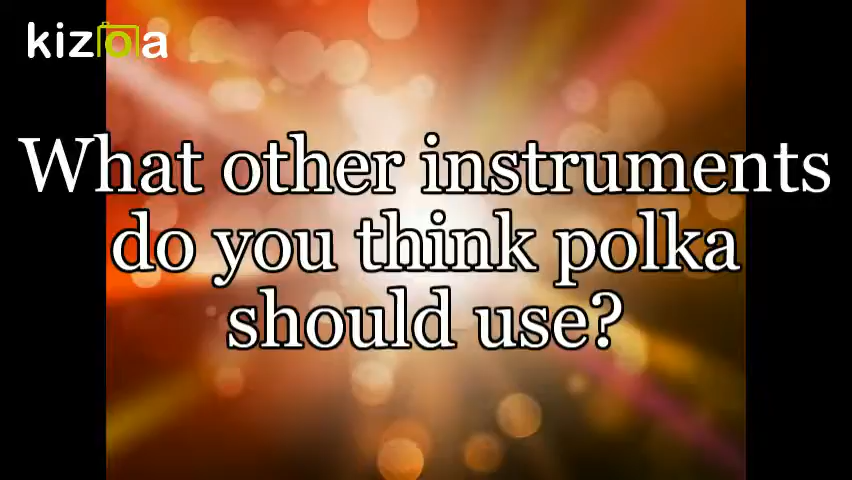 kizoa
What other instruments
do you think polka
should use?